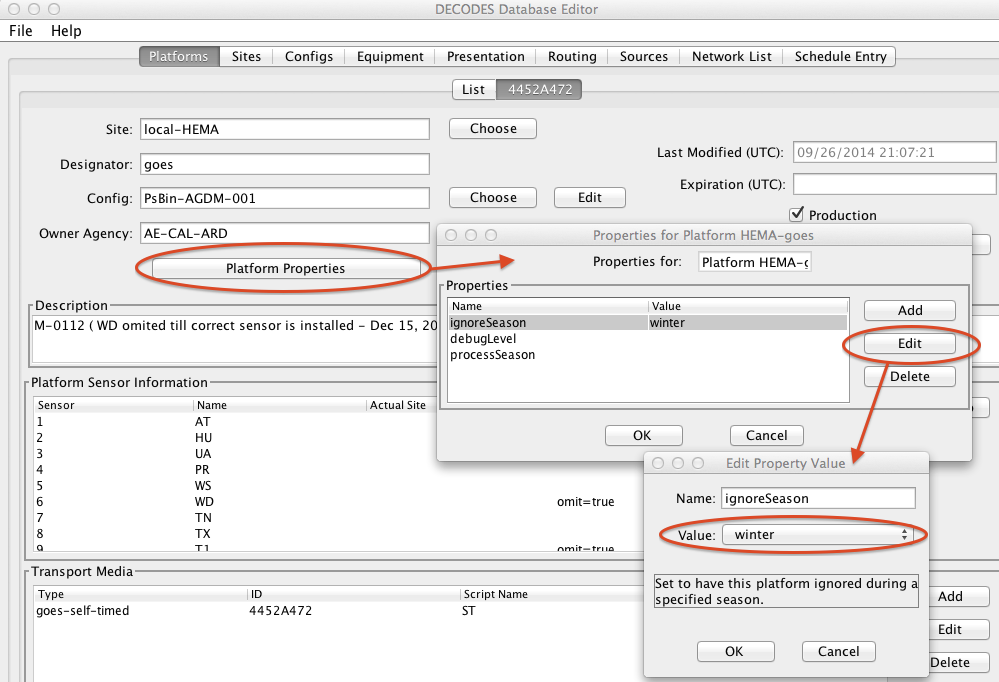 DECODES Database Editor
File Help
Platforms Sites Configs Equipment Presentation Routing Sources Network List Schedule Entry
List 4452A472
Site: local-HEMA Choose
Designator: goes
Last Modified (UTC): 09/26/2014 21:07:21
Config: PsBin-AGDM-001 Choose Edit
Expiration (UTC):
Production
Owner Agency: AE-CAL-ARD
Platform Properties
Description
M-0112 ( WD omited till correct sensor is installed - Dec 15, 20
Platform Sensor Information
Sensor Name Actual Site
1 AT
2 HU
3 UA
4 PR
5 WS
6 WD omit=true
7 TN
8 TX
9 TJ omit=true
Transport Media
Type ID Script Name
goes-self-timed 4452A472 ST
Add
Edit
Delete
Properties for Platform HEMA-goes
Properties for: Platform HEMA-g
Properties
Name Value
ignoreSeason winter
debugLevel
processSeason
Add
Edit
Delete
OK Cancel
Edit Property Value
Name: ignoreSeason
Value: winter
Set to have this platform ignored during a
specified season.
OK Cancel